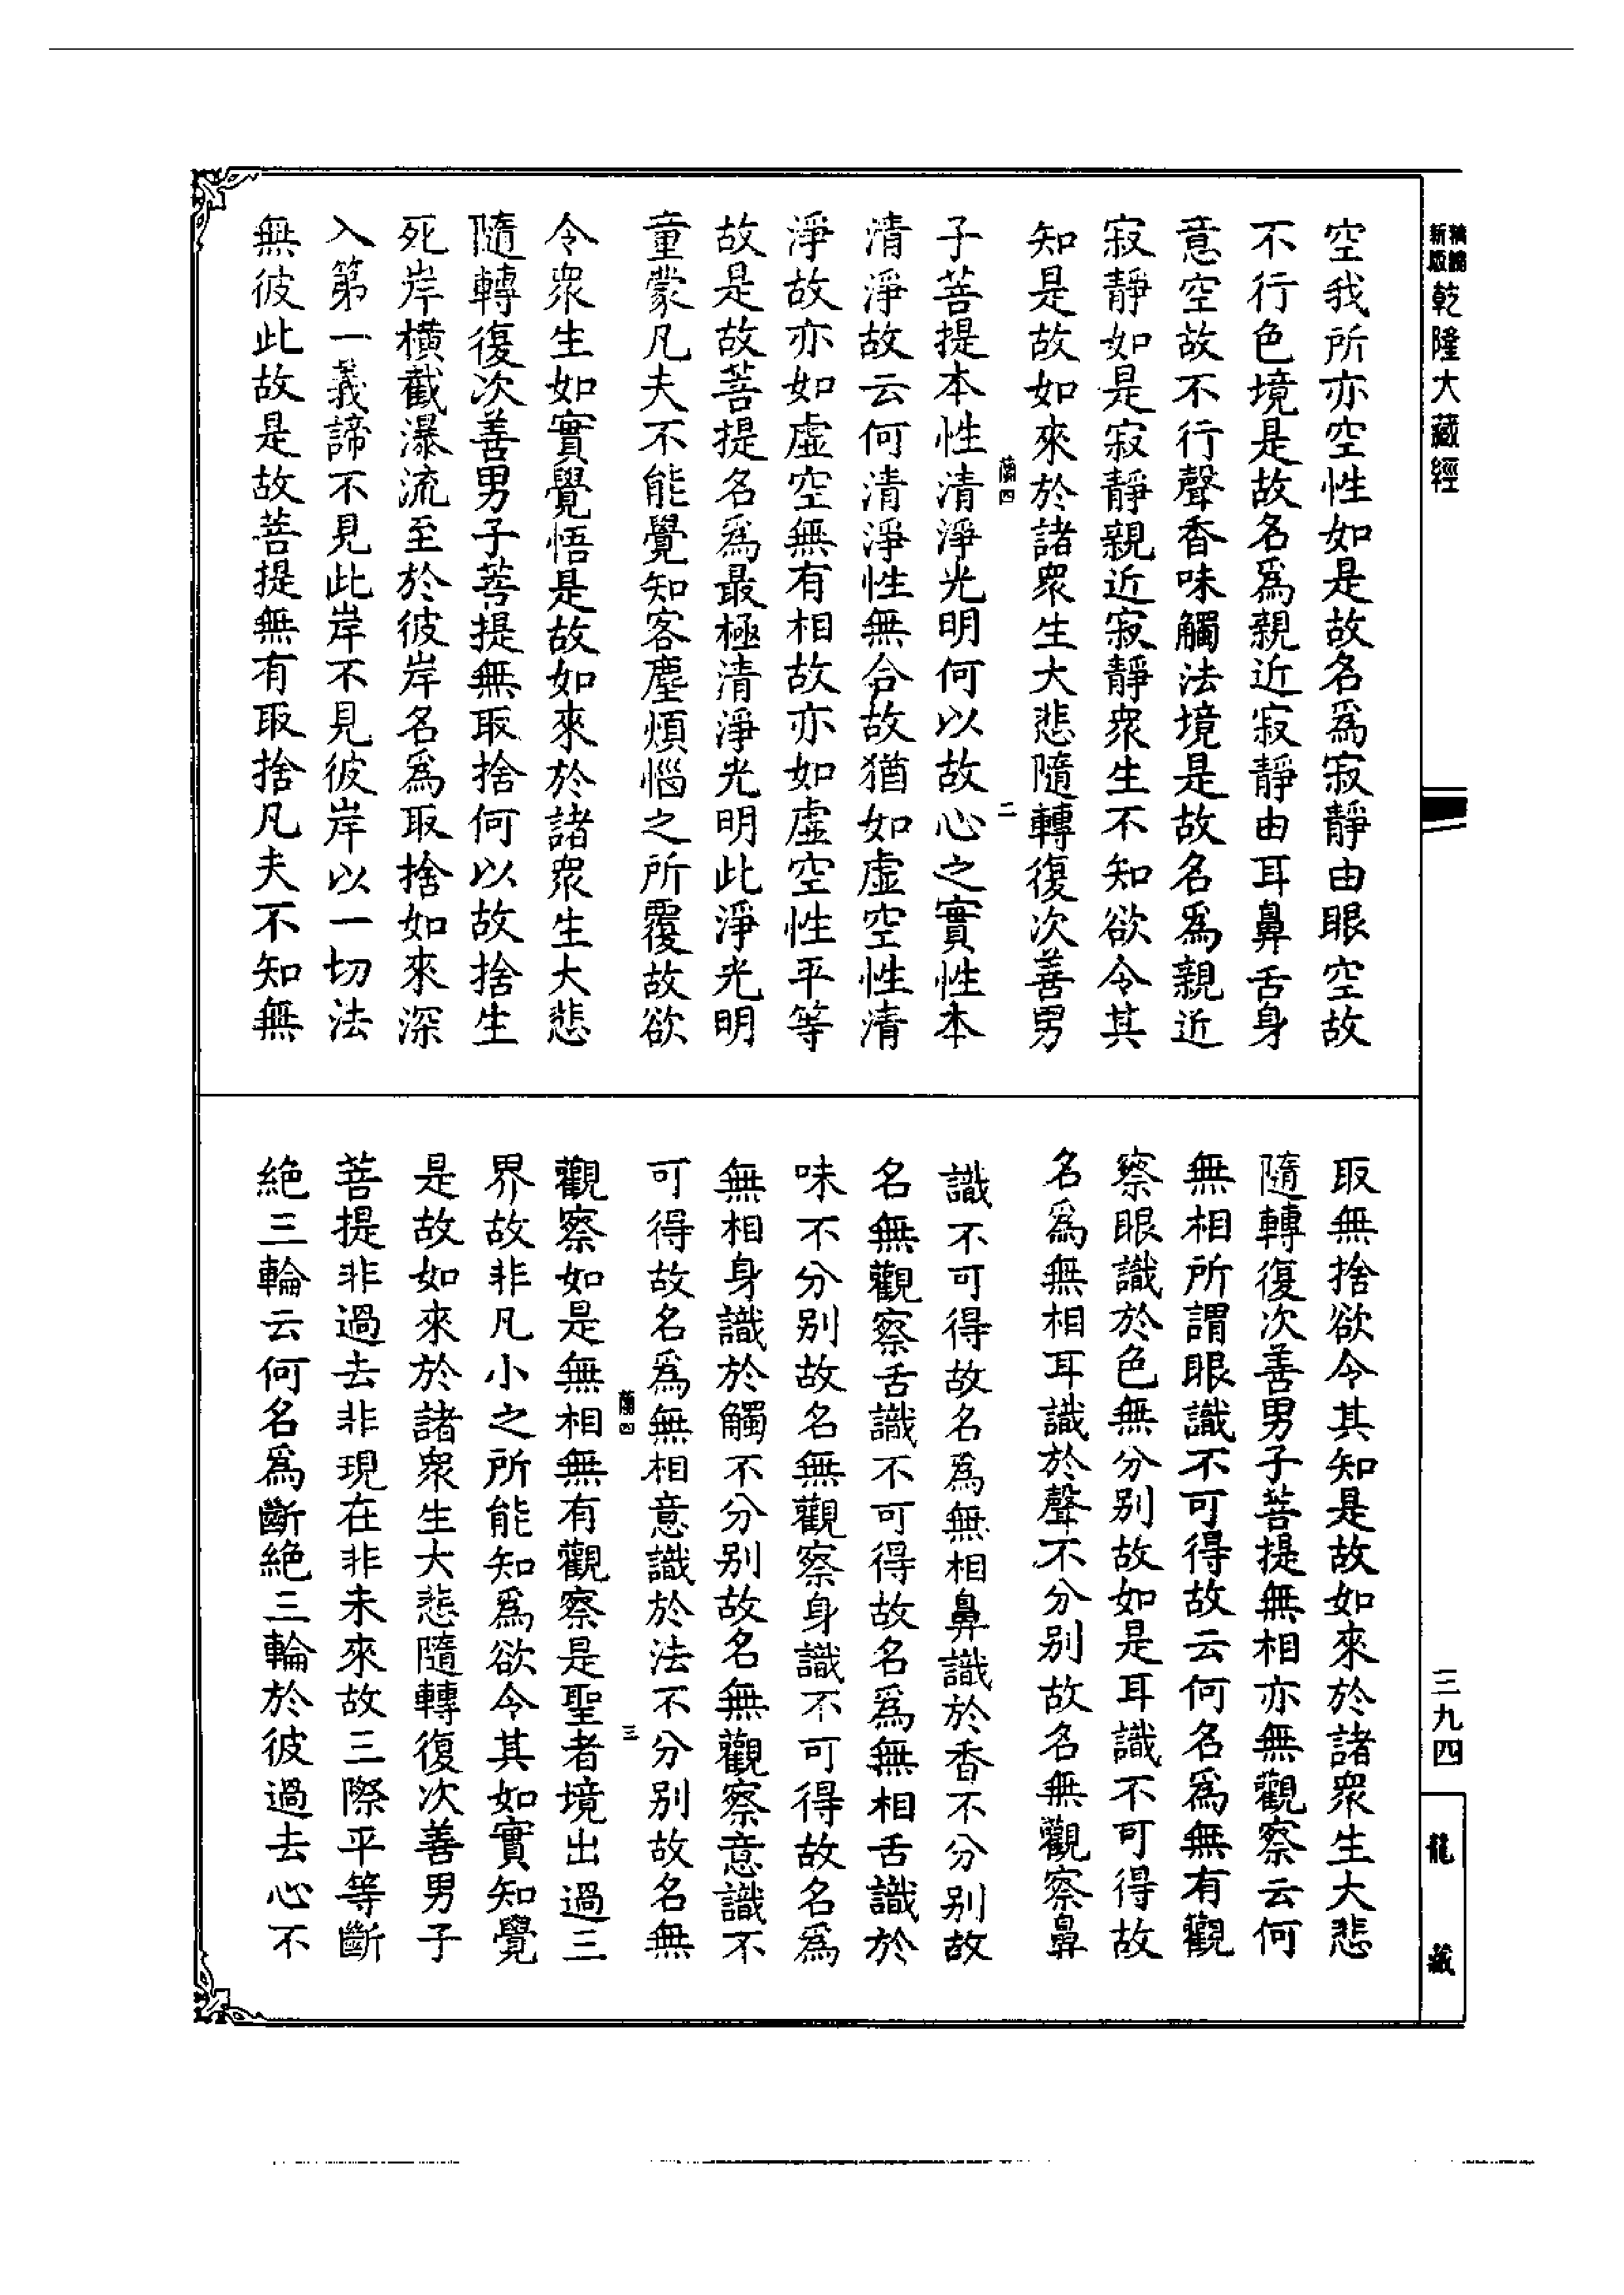 新版
乾隆大藏經
空我所亦空性如是故名爲寂靜由眼空故
不行色境是故名爲親近寂靜由耳鼻舌身
意空故不行聲香味觸法境是故名爲親近
寂靜如是寂靜親近寂靜衆生不知欲令其
知是故如來於諸衆生大悲隨轉復次善男
蘭四
二
子菩提本性清淨光明何以故心之實性本
清淨故云何清淨性無合故猶如虛空性清
淨故亦如虛空無有相故亦如虛空性平等
故是故菩提名爲最極清淨光明此淨光明
童蒙凡夫不能覺知客塵煩惱之所覆故欲
令衆生如實覺悟是故如來於諸衆生大悲
隨轉復次善男子菩提無取捨何以故捨生
死岸橫截瀑流至於彼岸名爲取捨如來深
入第一義諦不見此岸不見彼岸以一切法
無彼此故是故菩提無有取捨凡夫不知無
取無捨欲令其知是故如來於諸衆生大悲
隨轉復次善男子菩提無相亦無觀察云何
無相所謂眼識不可得故云何名爲無有觀
察眼識於色無分別故如是耳識不可得故
名爲無相耳識於聲不分別故名無觀察鼻
識不可得故名爲無相鼻識於香不分別故
名無觀察舌識不可得故名爲無相舌識於
味不分別故名無觀察身識不可得故名爲
無相身識於觸不分別故名無觀察意識不
可得故名爲無相意識於法不分別故名無
蘭四
三
觀察如是無相無有觀察是聖者境出過三
界故非凡小之所能知爲欲令其如實知覺
是故如來於諸衆生大悲隨轉復次善男子
菩提非過去非現在非未來故三際平等斷
絕三輪云何名爲斷絕三輪於彼過去心不
三九四
龍藏